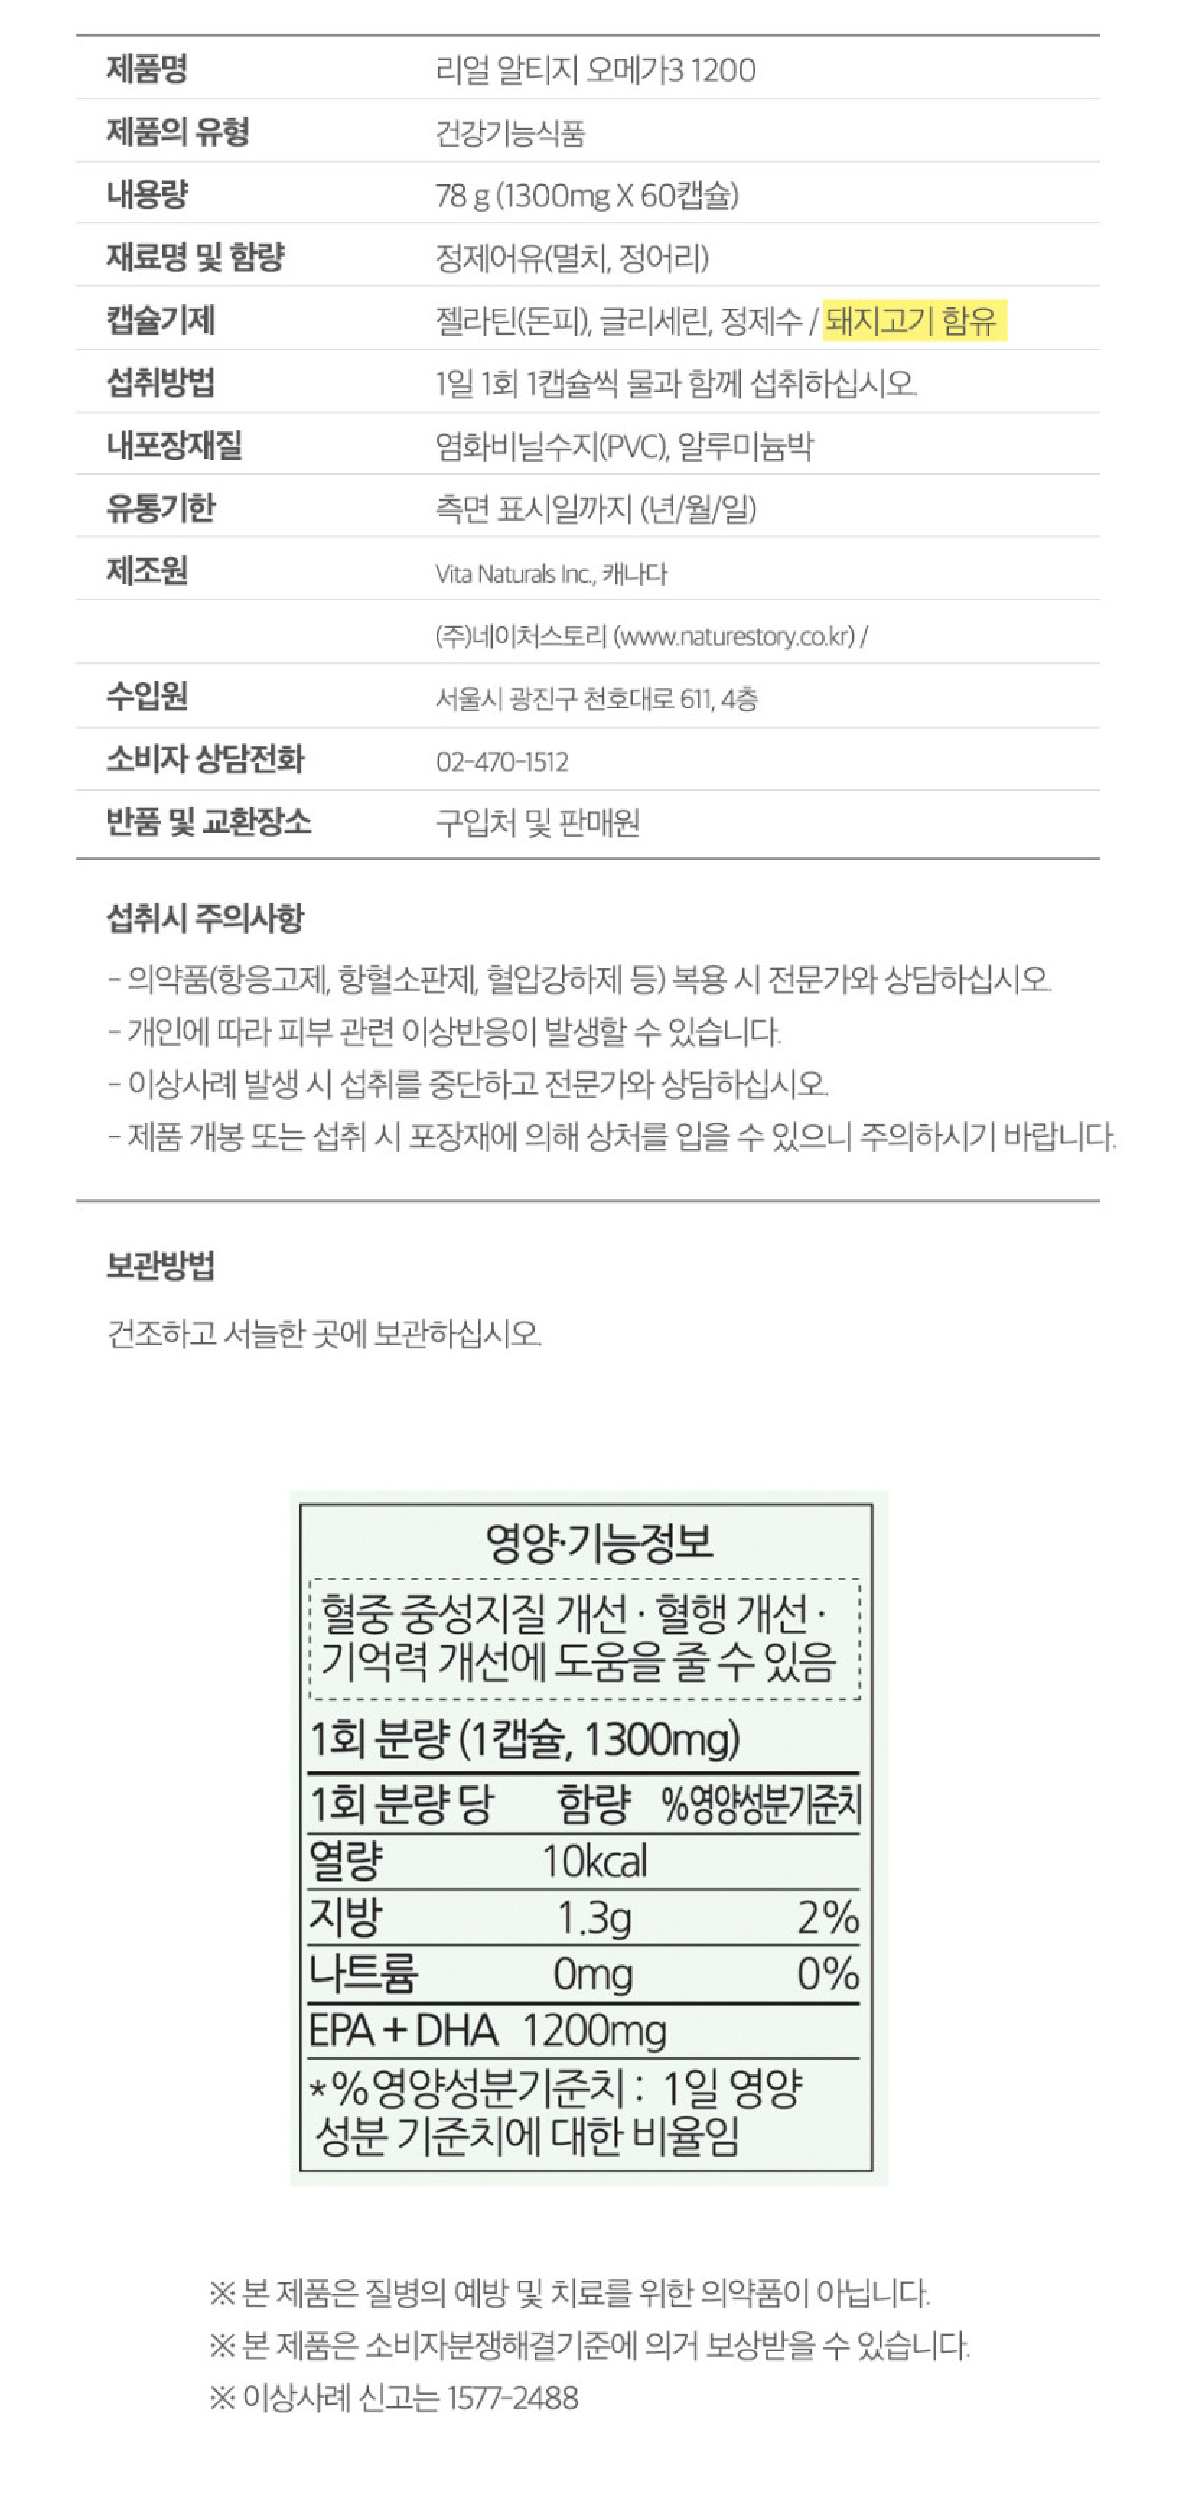 제품명 리얼 알티지 오메가3 1200
제품의 유형 건강기능식품
내용량 78 g (1300mg X 60캡슐)
재료명 및 함량 정제어유(멸치, 정어리)
캡슐기제 젤라틴(돈피), 글리세린, 정제수 / 돼지고기 함유
섭취방법 1일 1회 1캡슐씩 물과 함께 섭취하십시오.
내포장재질 염화비닐수지(PVC), 알루미늄박
유통기한 측면 표시일까지 (년/월/일)
제조원 Vita Naturals Inc., 캐나다
(주)네이처스토리 (www.naturestory.co.kr) /
수입원 서울시 광진구 천호대로 611, 4층
소비자 상담전화 02-470-1512
반품 및 교환장소 구입처 및 판매원
섭취시 주의사항
- 의약품(항응고제, 항혈소판제, 혈압강하제 등) 복용 시 전문가와 상담하십시오.
- 개인에 따라 피부 관련 이상반응이 발생할 수 있습니다.
- 이상사례 발생 시 섭취를 중단하고 전문가와 상담하십시오.
- 제품 개봉 또는 섭취 시 포장재에 의해 상처를 입을 수 있으니 주의하시기 바랍니다.
보관방법
건조하고 서늘한 곳에 보관하십시오.
영양·기능정보
혈중 중성지질 개선 · 혈행 개선 ·
기억력 개선에 도움을 줄 수 있음
1회 분량 (1캡슐, 1300mg)
1회 분량 당 함량 %영양성분기준치
열량 10kcal
지방 1.3g 2%
나트륨 0mg 0%
EPA + DHA 1200mg
*%영양성분기준치 : 1일 영양
성분 기준치에 대한 비율임
※ 본 제품은 질병의 예방 및 치료를 위한 의약품이 아닙니다.
※ 본 제품은 소비자분쟁해결기준에 의거 보상받을 수 있습니다.
※ 이상사례 신고는 1577-2488